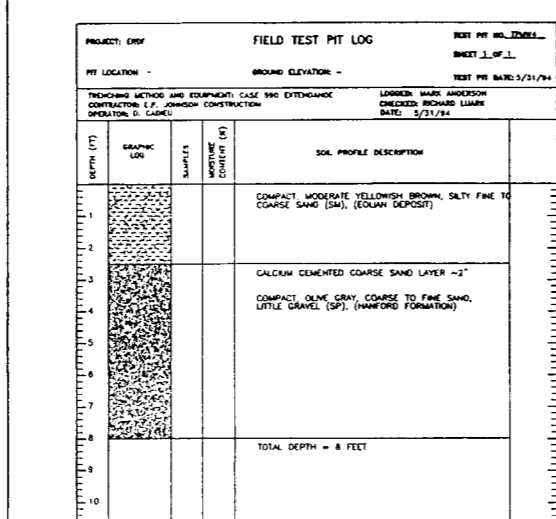 PROJECT: ERDF
FIELD TEST PIT LOG
TEST PIT NO.
SHEET 1 OF 1
PIT LOCATION -
GROUND ELEVATION: -
TEST PIT DATE: 5/31/94
TRENCHING METHOD AND EQUIPMENT: CASE 590 EXTENDAHOE
CONTRACTOR: E.P. JOHNSON CONSTRUCTION
OPERATOR: D. CADIEU
LOGGED: MARK ANDERSON
CHECKED: RICHARD LUARK
DATE: 5/31/94
DEPTH (FT)
GRAPHIC LOG
SAMPLES
MOISTURE CONTENT (%)
SOIL PROFILE DESCRIPTION
COMPACT, MODERATE YELLOWISH BROWN, SILTY FINE TO
COARSE SAND (SM), (EOLIAN DEPOSIT)
1
2
CALCIUM CEMENTED COARSE SAND LAYER ~2"
3
COMPACT, OLIVE GRAY, COARSE TO FINE SAND,
LITTLE GRAVEL (SP), (HANFORD FORMATION)
4
5
6
7
8
TOTAL DEPTH = 8 FEET
9
10